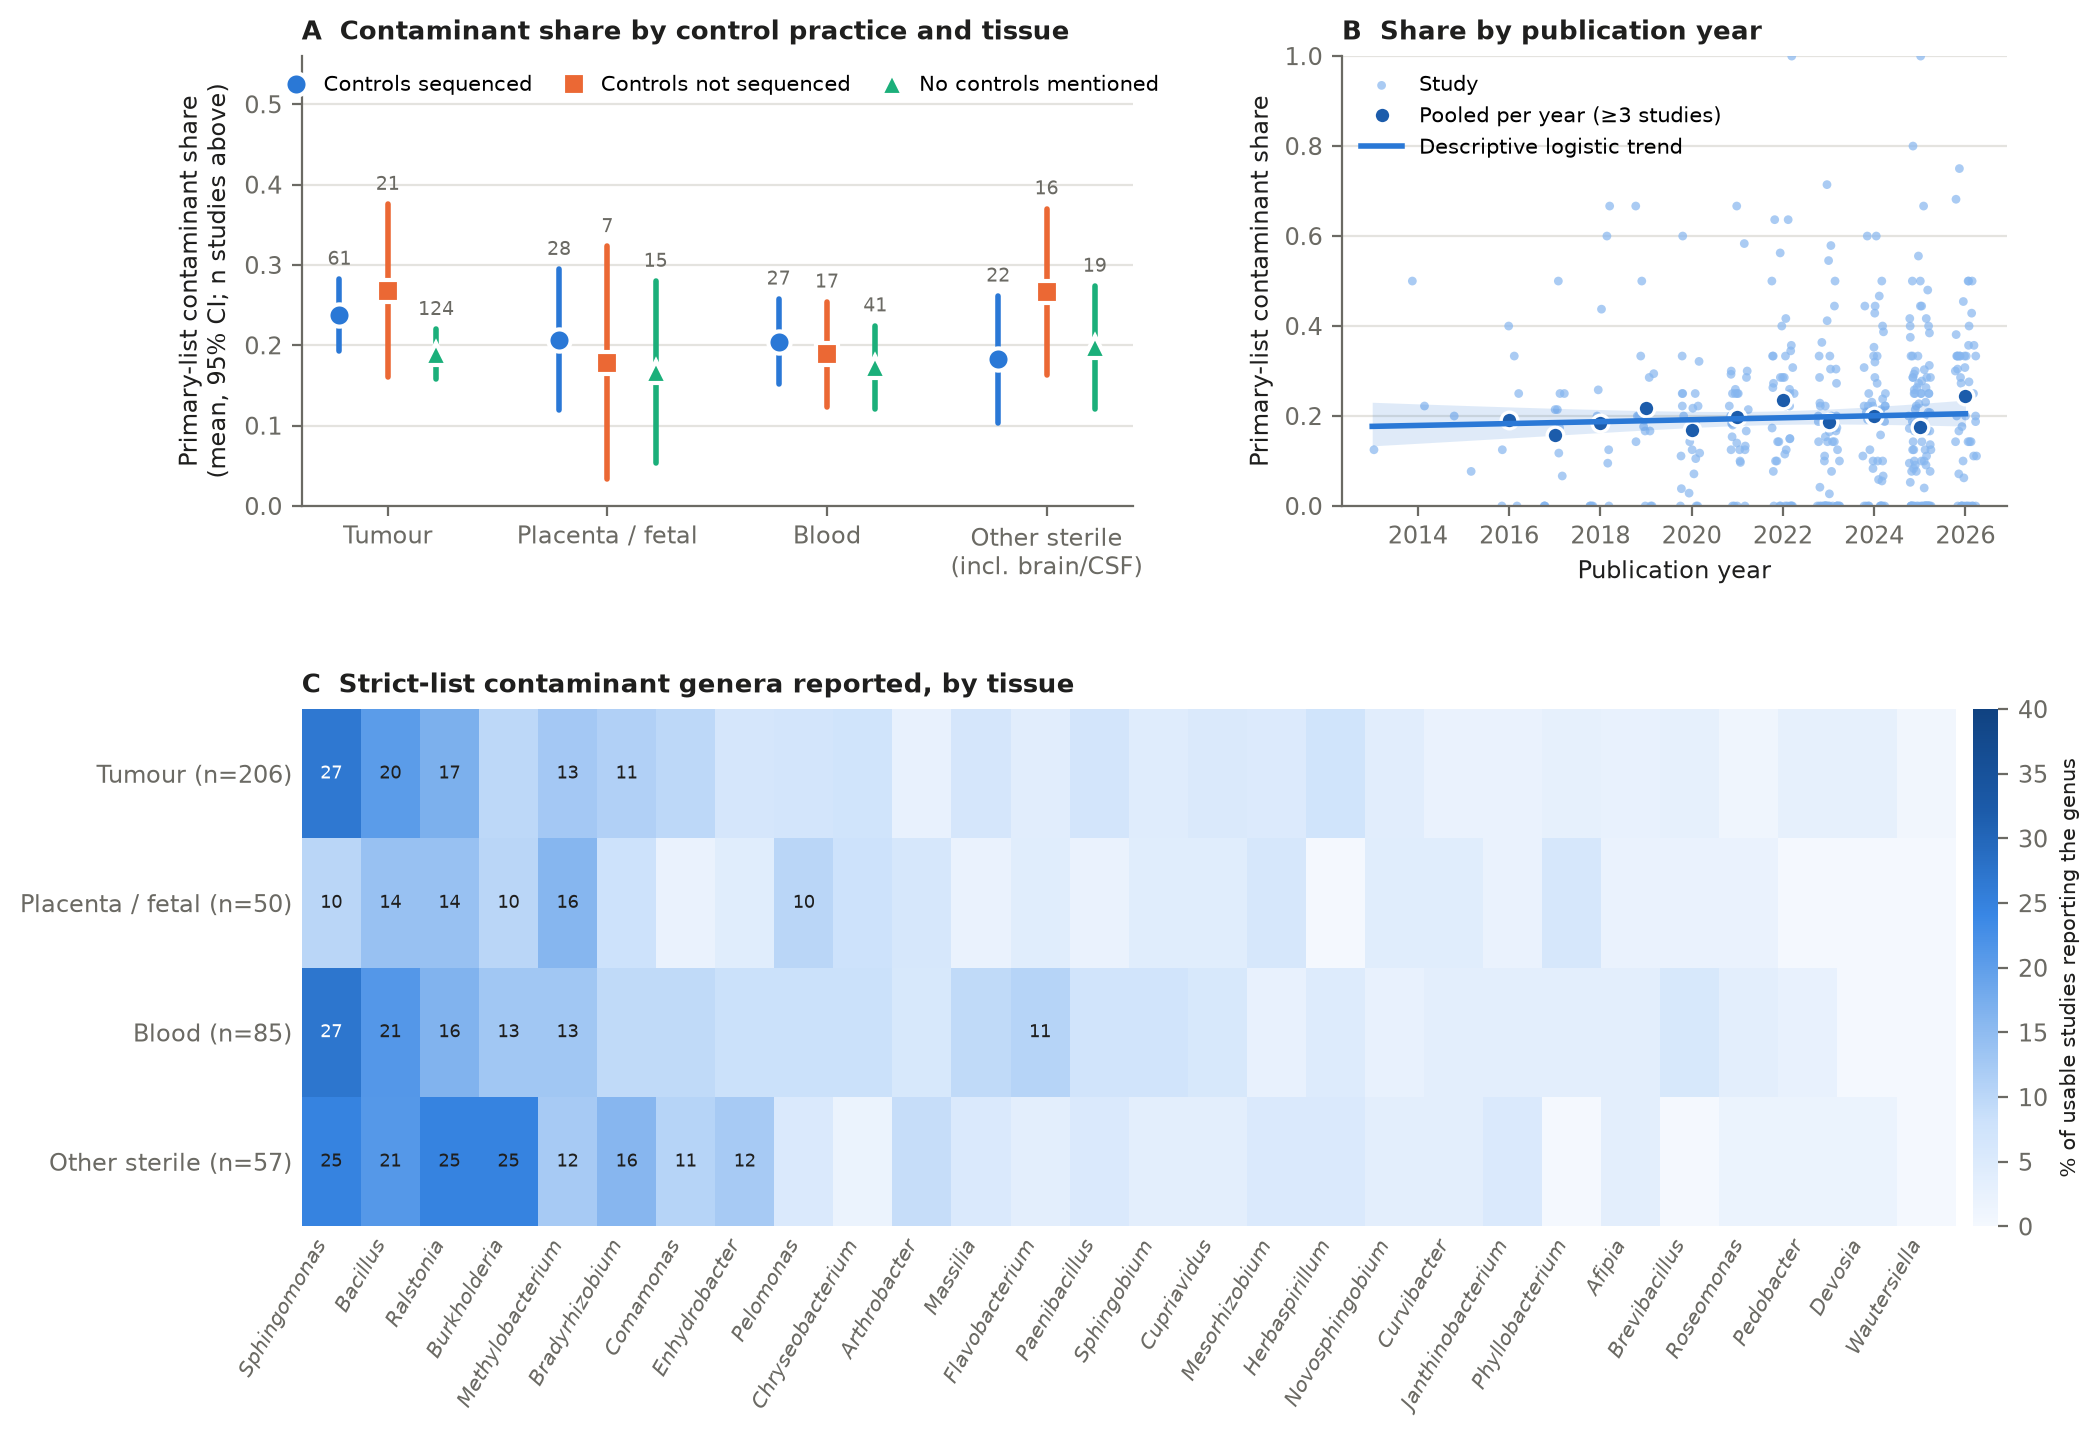 A Contaminant share by control practice and tissue
Controls sequenced
Controls not sequenced
No controls mentioned
Primary-list contaminant share
(mean, 95% CI; n studies above)
0.5
0.4
0.3
0.2
0.1
0.0
61
21
124
28
7
15
27
17
41
22
16
19
Tumour
Placenta / fetal
Blood
Other sterile
(incl. brain/CSF)
B Share by publication year
Study
Pooled per year (≥3 studies)
Descriptive logistic trend
Primary-list contaminant share
1.0
0.8
0.6
0.4
0.2
0.0
2014 2016 2018 2020 2022 2024 2026
Publication year
C Strict-list contaminant genera reported, by tissue
Tumour (n=206)
27 20 17 13 11
Placenta / fetal (n=50)
10 14 14 10 16 10
Blood (n=85)
27 21 16 13 13 11
Other sterile (n=57)
25 21 25 25 12 16 11 12
Sphingomonas
Bacillus
Ralstonia
Burkholderia
Methylobacterium
Bradyrhizobium
Comamonas
Enhydrobacter
Pelomonas
Chryseobacterium
Arthrobacter
Massilia
Flavobacterium
Paenibacillus
Sphingobium
Cupriavidus
Mesorhizobium
Herbaspirillum
Novosphingobium
Curvibacter
Janthinobacterium
Phyllobacterium
Afipia
Brevibacillus
Roseomonas
Pedobacter
Devosia
Wautersiella
40
35
30
25
20
15
10
5
0
% of usable studies reporting the genus